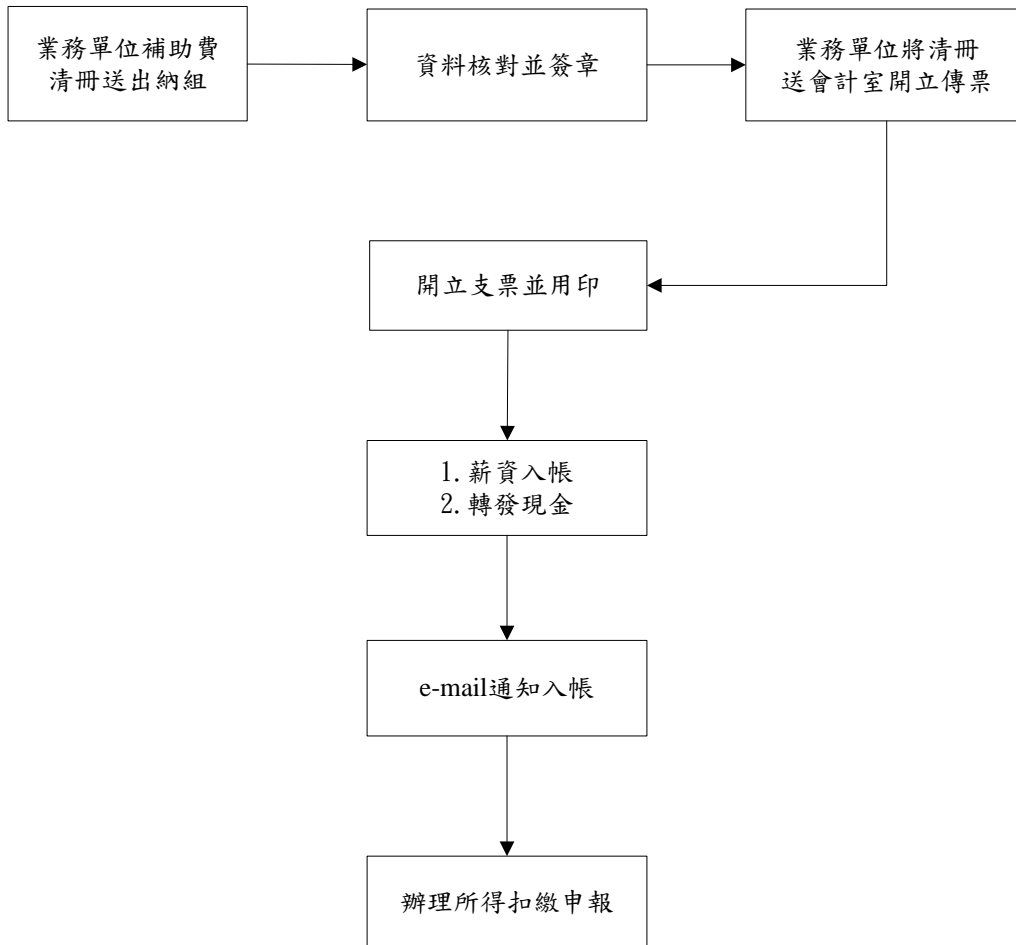 業務單位補助費
清冊送出納組
資料核對並簽章
業務單位將清冊
送會計室開立傳票
開立支票並用印
1.薪資入帳
2.轉發現金
e-mail通知入帳
辦理所得扣繳申報